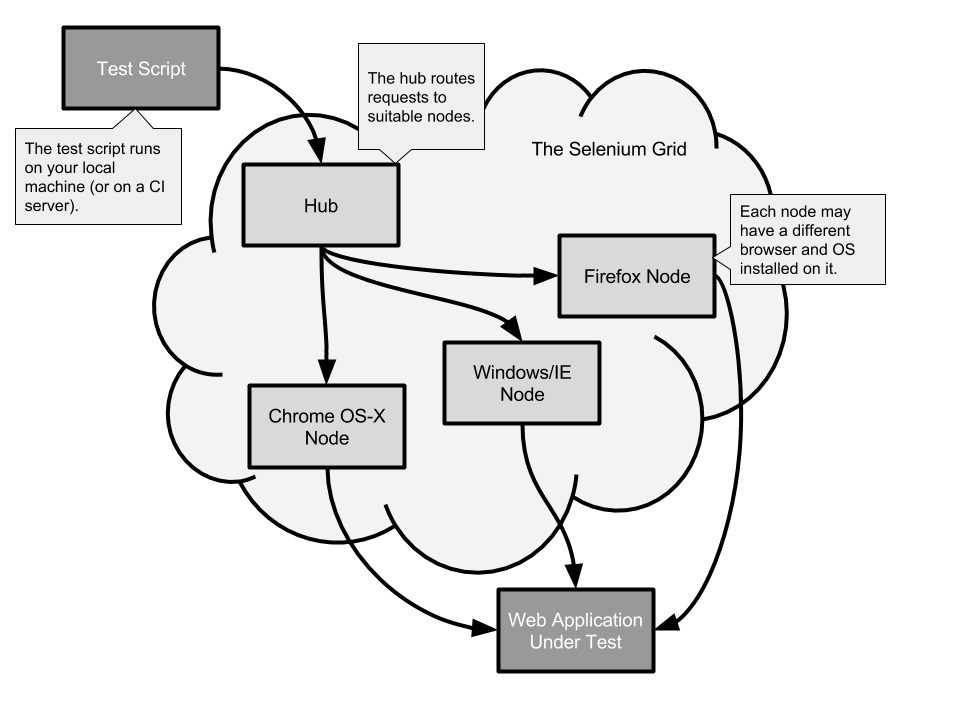 Test Script
The hub routes
requests to
suitable nodes.
The test script runs
on your local
machine (or on a CI
server).
The Selenium Grid
Hub
Each node may
have a different
browser and OS
installed on it.
Firefox Node
Windows/IE
Node
Chrome OS-X
Node
Web Application
Under Test